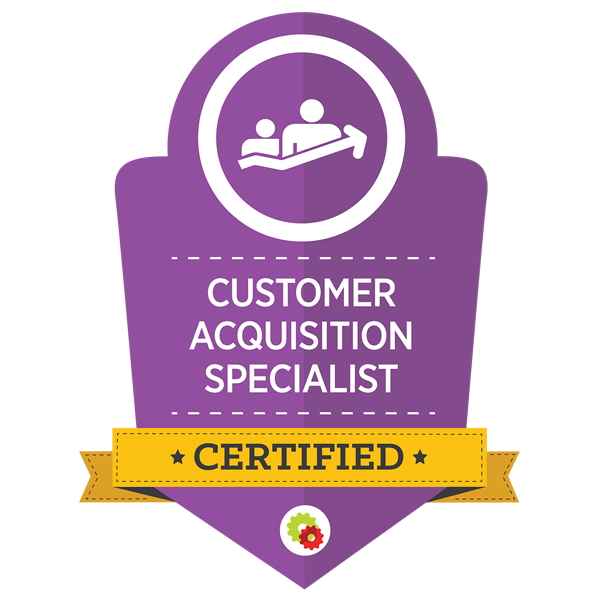 CUSTOMER
ACQUISITION
SPECIALIST
CERTIFIED